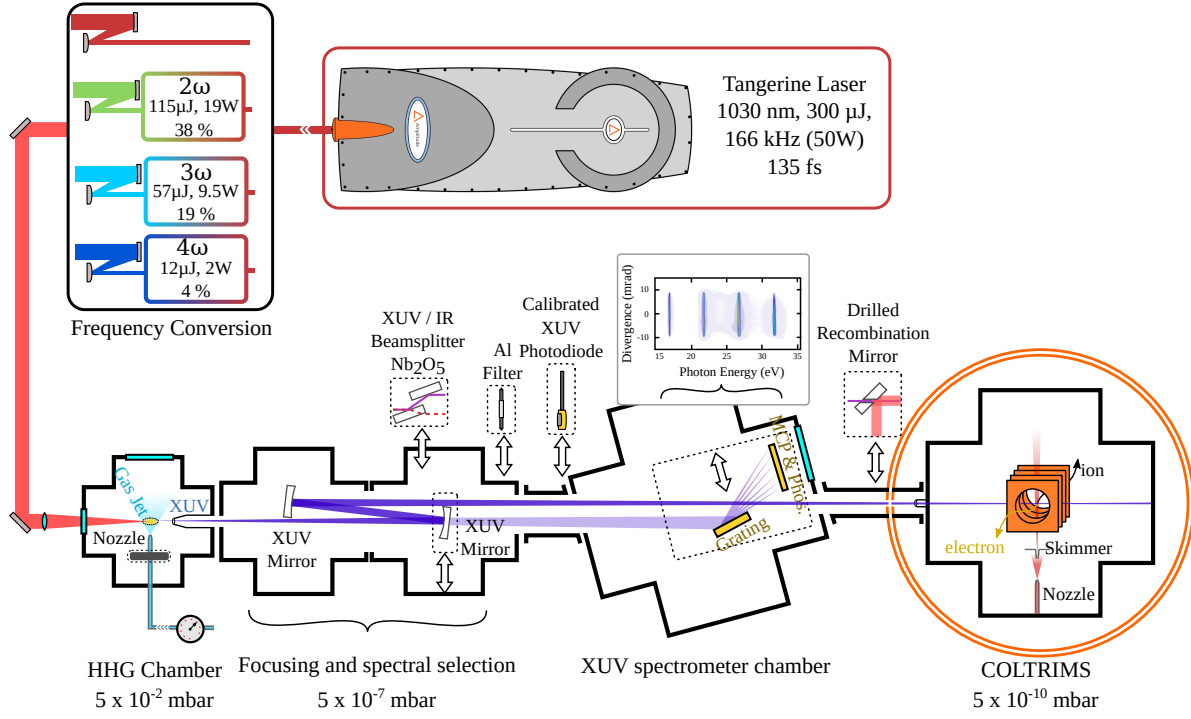 2ω
115µJ, 19W
38 %
3ω
57µJ, 9.5W
19 %
4ω
12µJ, 2W
4 %
Frequency Conversion
Amplitude
Tangerine Laser
1030 nm, 300 µJ,
166 kHz (50W)
135 fs
XUV / IR
Beamsplitter
Nb₂O₅
Al
Filter
Calibrated
XUV
Photodiode
Divergence (mrad)
10
0
-10
15 20 25 30 35
Photon Energy (eV)
Drilled
Recombination
Mirror
Gas Jet
XUV
Nozzle
XUV
Mirror
XUV
Mirror
MCP & Phos.
Grating
ion
electron
Skimmer
Nozzle
HHG Chamber
5 x 10⁻² mbar
Focusing and spectral selection
5 x 10⁻⁷ mbar
XUV spectrometer chamber
COLTRIMS
5 x 10⁻¹⁰ mbar